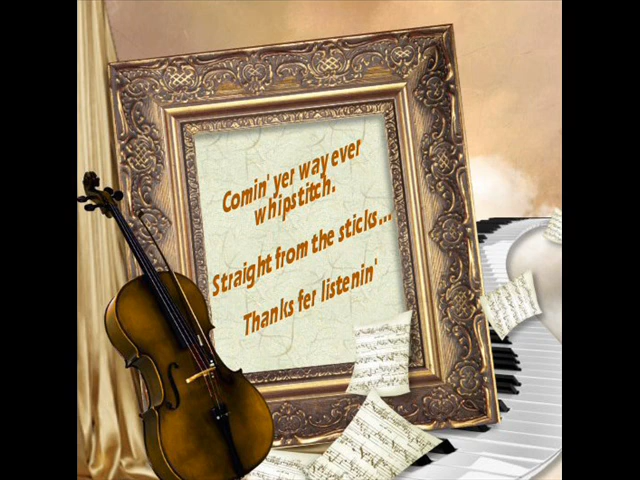 Comin' yer way ever
whipstitch.
Straight from the sticks...
Thanks fer listenin'